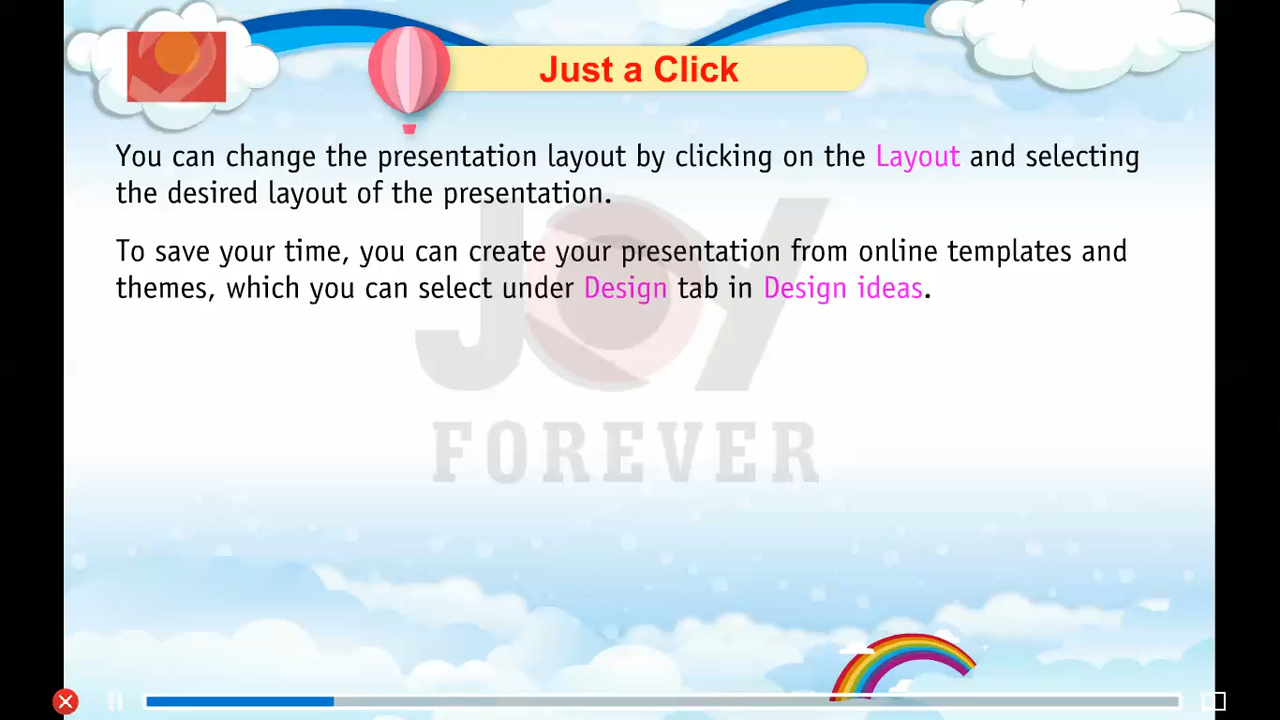 Just a Click
You can change the presentation layout by clicking on the Layout and selecting
the desired layout of the presentation.
To save your time, you can create your presentation from online templates and
themes, which you can select under Design tab in Design ideas.
JOY
FOREVER